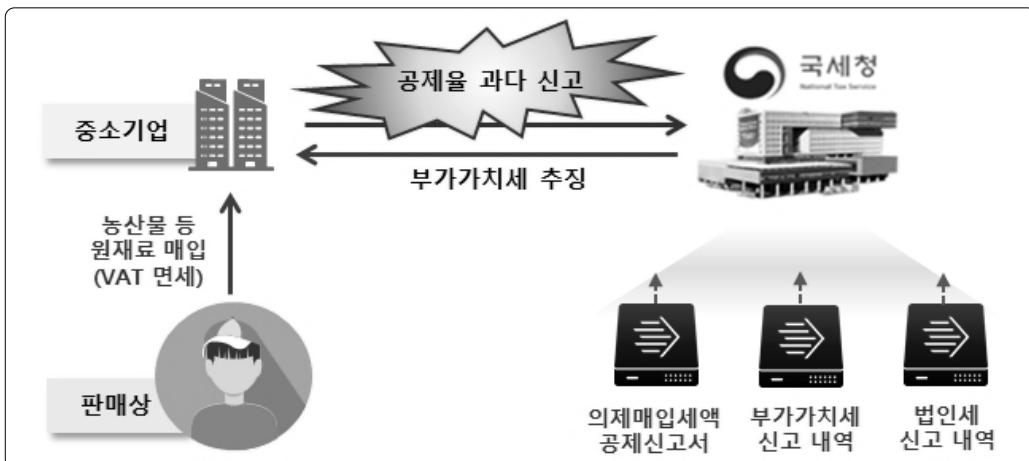 공제율 과다 신고
국세청
National Tax Service
중소기업
부가가치세 추징
농산물 등
원재료 매입
(VAT 면세)
판매상
의제매입세액
공제신고서
부가가치세
신고 내역
법인세
신고 내역